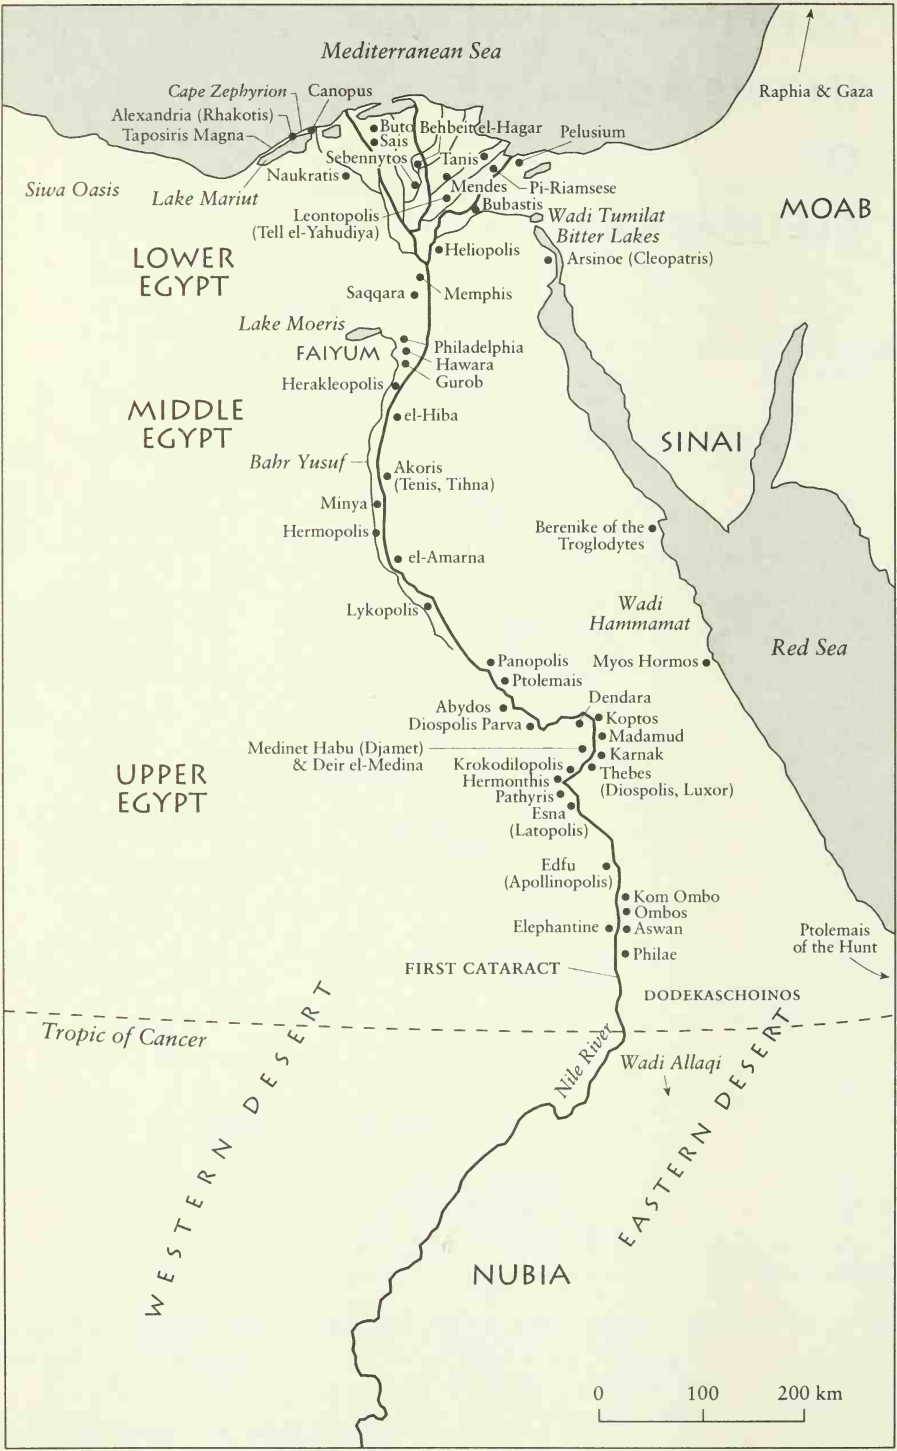 Mediterranean Sea
Raphia & Gaza
Cape Zephyrion
Canopus
Alexandria (Rhakotis)
Taposiris Magna
Buto
Behbeit el-Hagar
Sais
Pelusium
Sebennytos
Tanis
Siwa Oasis
Lake Mariut
Naukratis
Mendes
Pi-Riamsese
Bubastis
MOAB
Leontopolis
(Tell el-Yahudiya)
Wadi Tumilat
Bitter Lakes
Heliopolis
Arsinoe (Cleopatris)
LOWER
EGYPT
Saqqara
Memphis
Lake Moeris
FAIYUM
Philadelphia
Hawara
Gurob
Herakleopolis
MIDDLE
EGYPT
el-Hiba
SINAI
Bahr Yusuf
Akoris
(Tenis, Tihna)
Minya
Hermopolis
Berenike of the
Troglodytes
el-Amarna
Lykopolis
Wadi
Hammamat
Red Sea
Panopolis
Myos Hormos
Ptolemais
Dendara
Abydos
Diospolis Parva
Koptos
Madamud
Medinet Habu (Djamet)
& Deir el-Medina
Karnak
Krokodilopolis
Thebes
(Diospolis, Luxor)
Hermonthis
Pathyris
Esna
(Latopolis)
UPPER
EGYPT
Edfu
(Apollinopolis)
Kom Ombo
Ombos
Elephantine
Aswan
Ptolemais
of the Hunt
Philae
FIRST CATARACT
DODEKASCHOINOS
Tropic of Cancer
WESTERN DESERT
Nile River
Wadi Allaqi
EASTERN DESERT
NUBIA
0 100 200 km